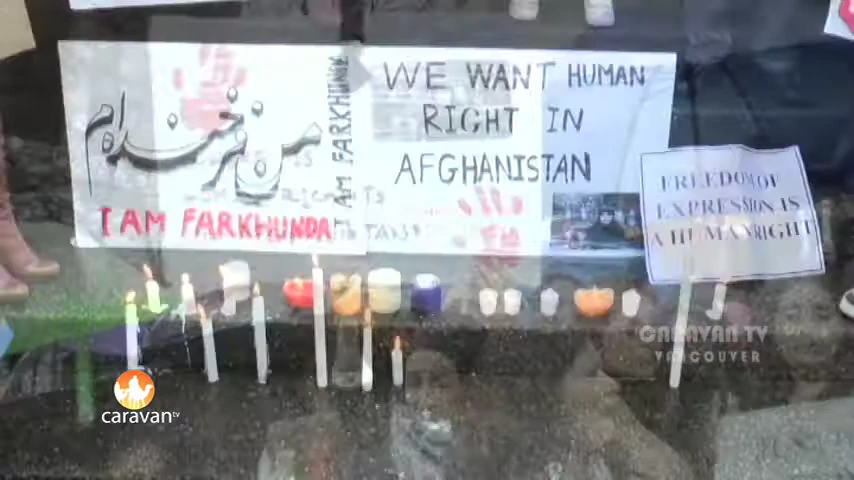 من فرخنده ام
I AM FARKHUNDA
I AM FARKHUNDA
WE WANT HUMAN
RIGHT IN
AFGHANISTAN
FREEDOM OF
EXPRESSION IS
A HUMAN RIGHT
CARAVAN TV
VANCOUVER
caravan tv